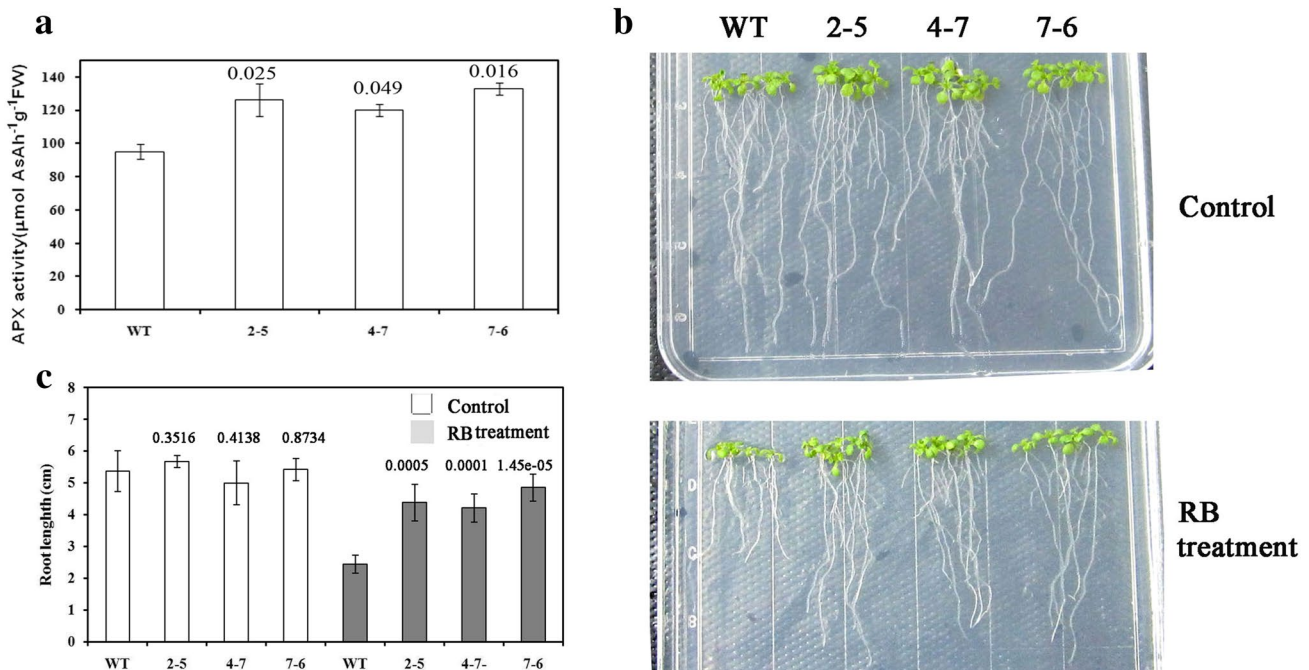 a
APX activity(μmol AsAh⁻¹g⁻¹FW)
140
120
100
80
60
40
20
0
0.025
0.049
0.016
WT 2-5 4-7 7-6
b
WT 2-5 4-7 7-6
Control
RB
treatment
D
C
B
c
Root lenghth (cm)
8
7
6
5
4
3
2
1
0
Control
RB treatment
0.3516 0.4138 0.8734
0.0005 0.0001 1.45e-05
WT 2-5 4-7 7-6 WT 2-5 4-7- 7-6